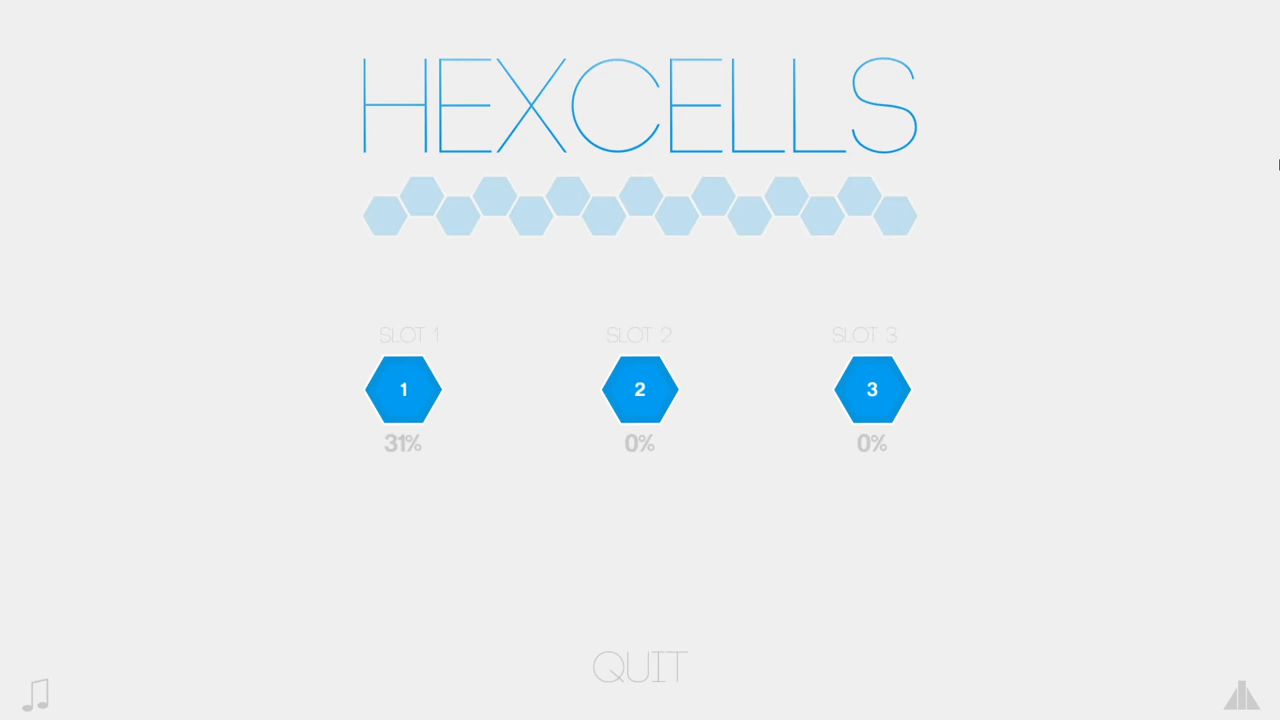 HEXCELLS
SLOT 1 SLOT 2 SLOT 3
1 2 3
31% 0% 0%
QUIT